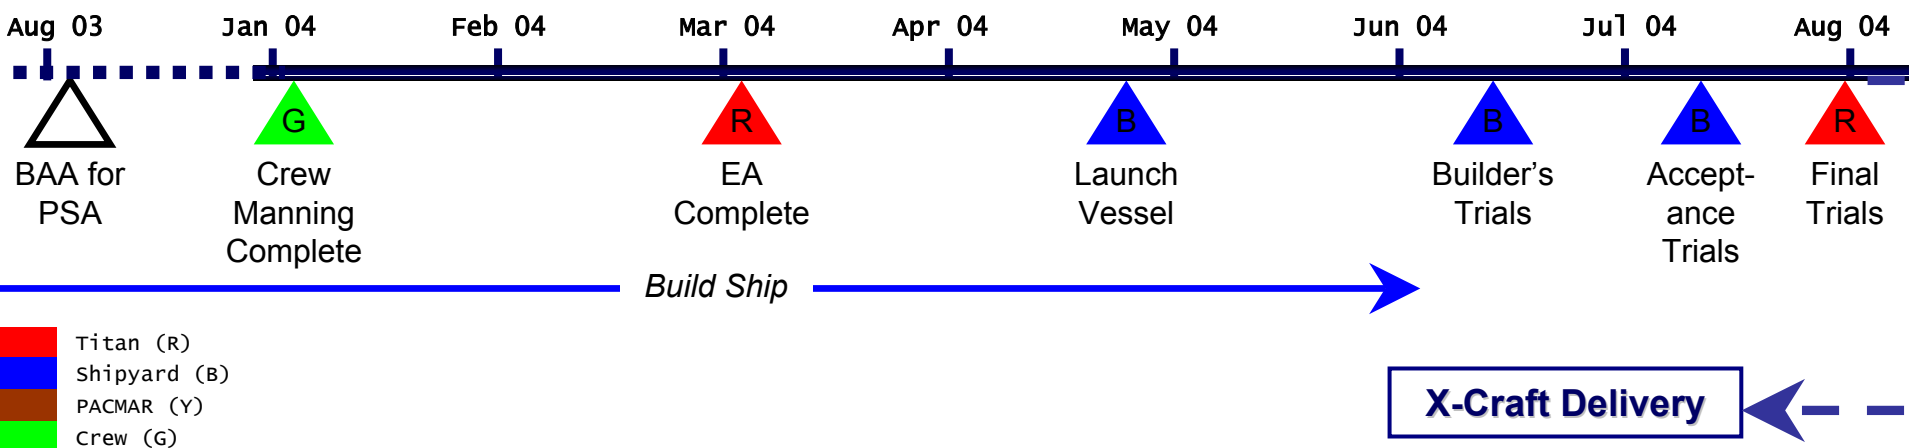 Aug 03 Jan 04 Feb 04 Mar 04 Apr 04 May 04 Jun 04 Jul 04 Aug 04
G R B B B R
BAA for Crew EA Launch Builder's Accept- Final
PSA Manning Complete Vessel Trials ance Trials
Complete Trials
Build Ship
Titan (R)
Shipyard (B)
PACMAR (Y)
Crew (G)
X-Craft Delivery